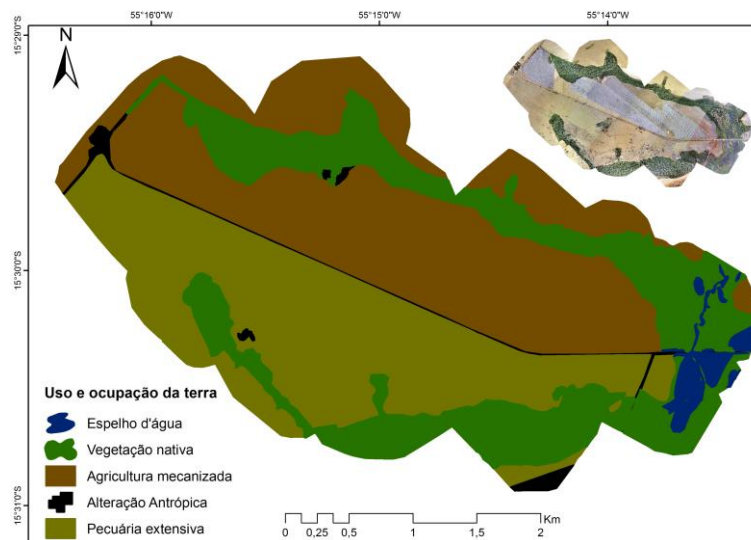 55°16'0"W
55°15'0"W
55°14'0"W
15°29'0"S
15°30'0"S
15°31'0"S
N
Uso e ocupação da terra
Espelho d'água
Vegetação nativa
Agricultura mecanizada
Alteração Antrópica
Pecuária extensiva
Km
0 0,25 0,5 1 1,5 2